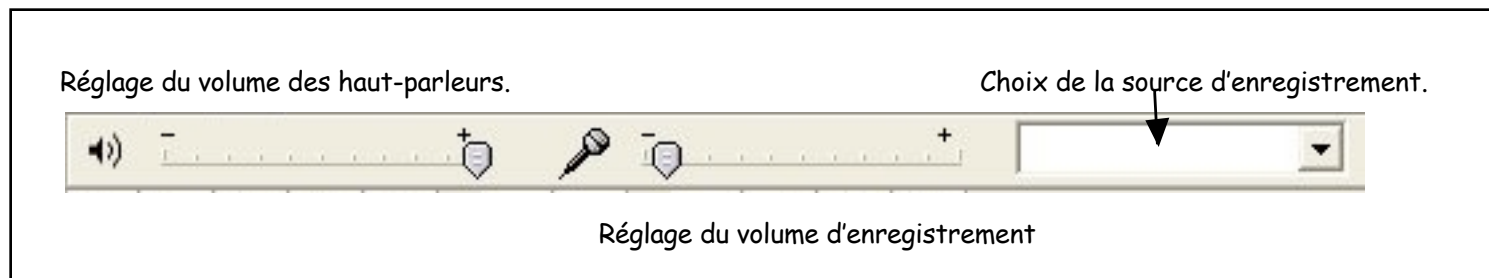 Réglage du volume des haut-parleurs.
Choix de la source d'enregistrement.
- + - +
Réglage du volume d'enregistrement